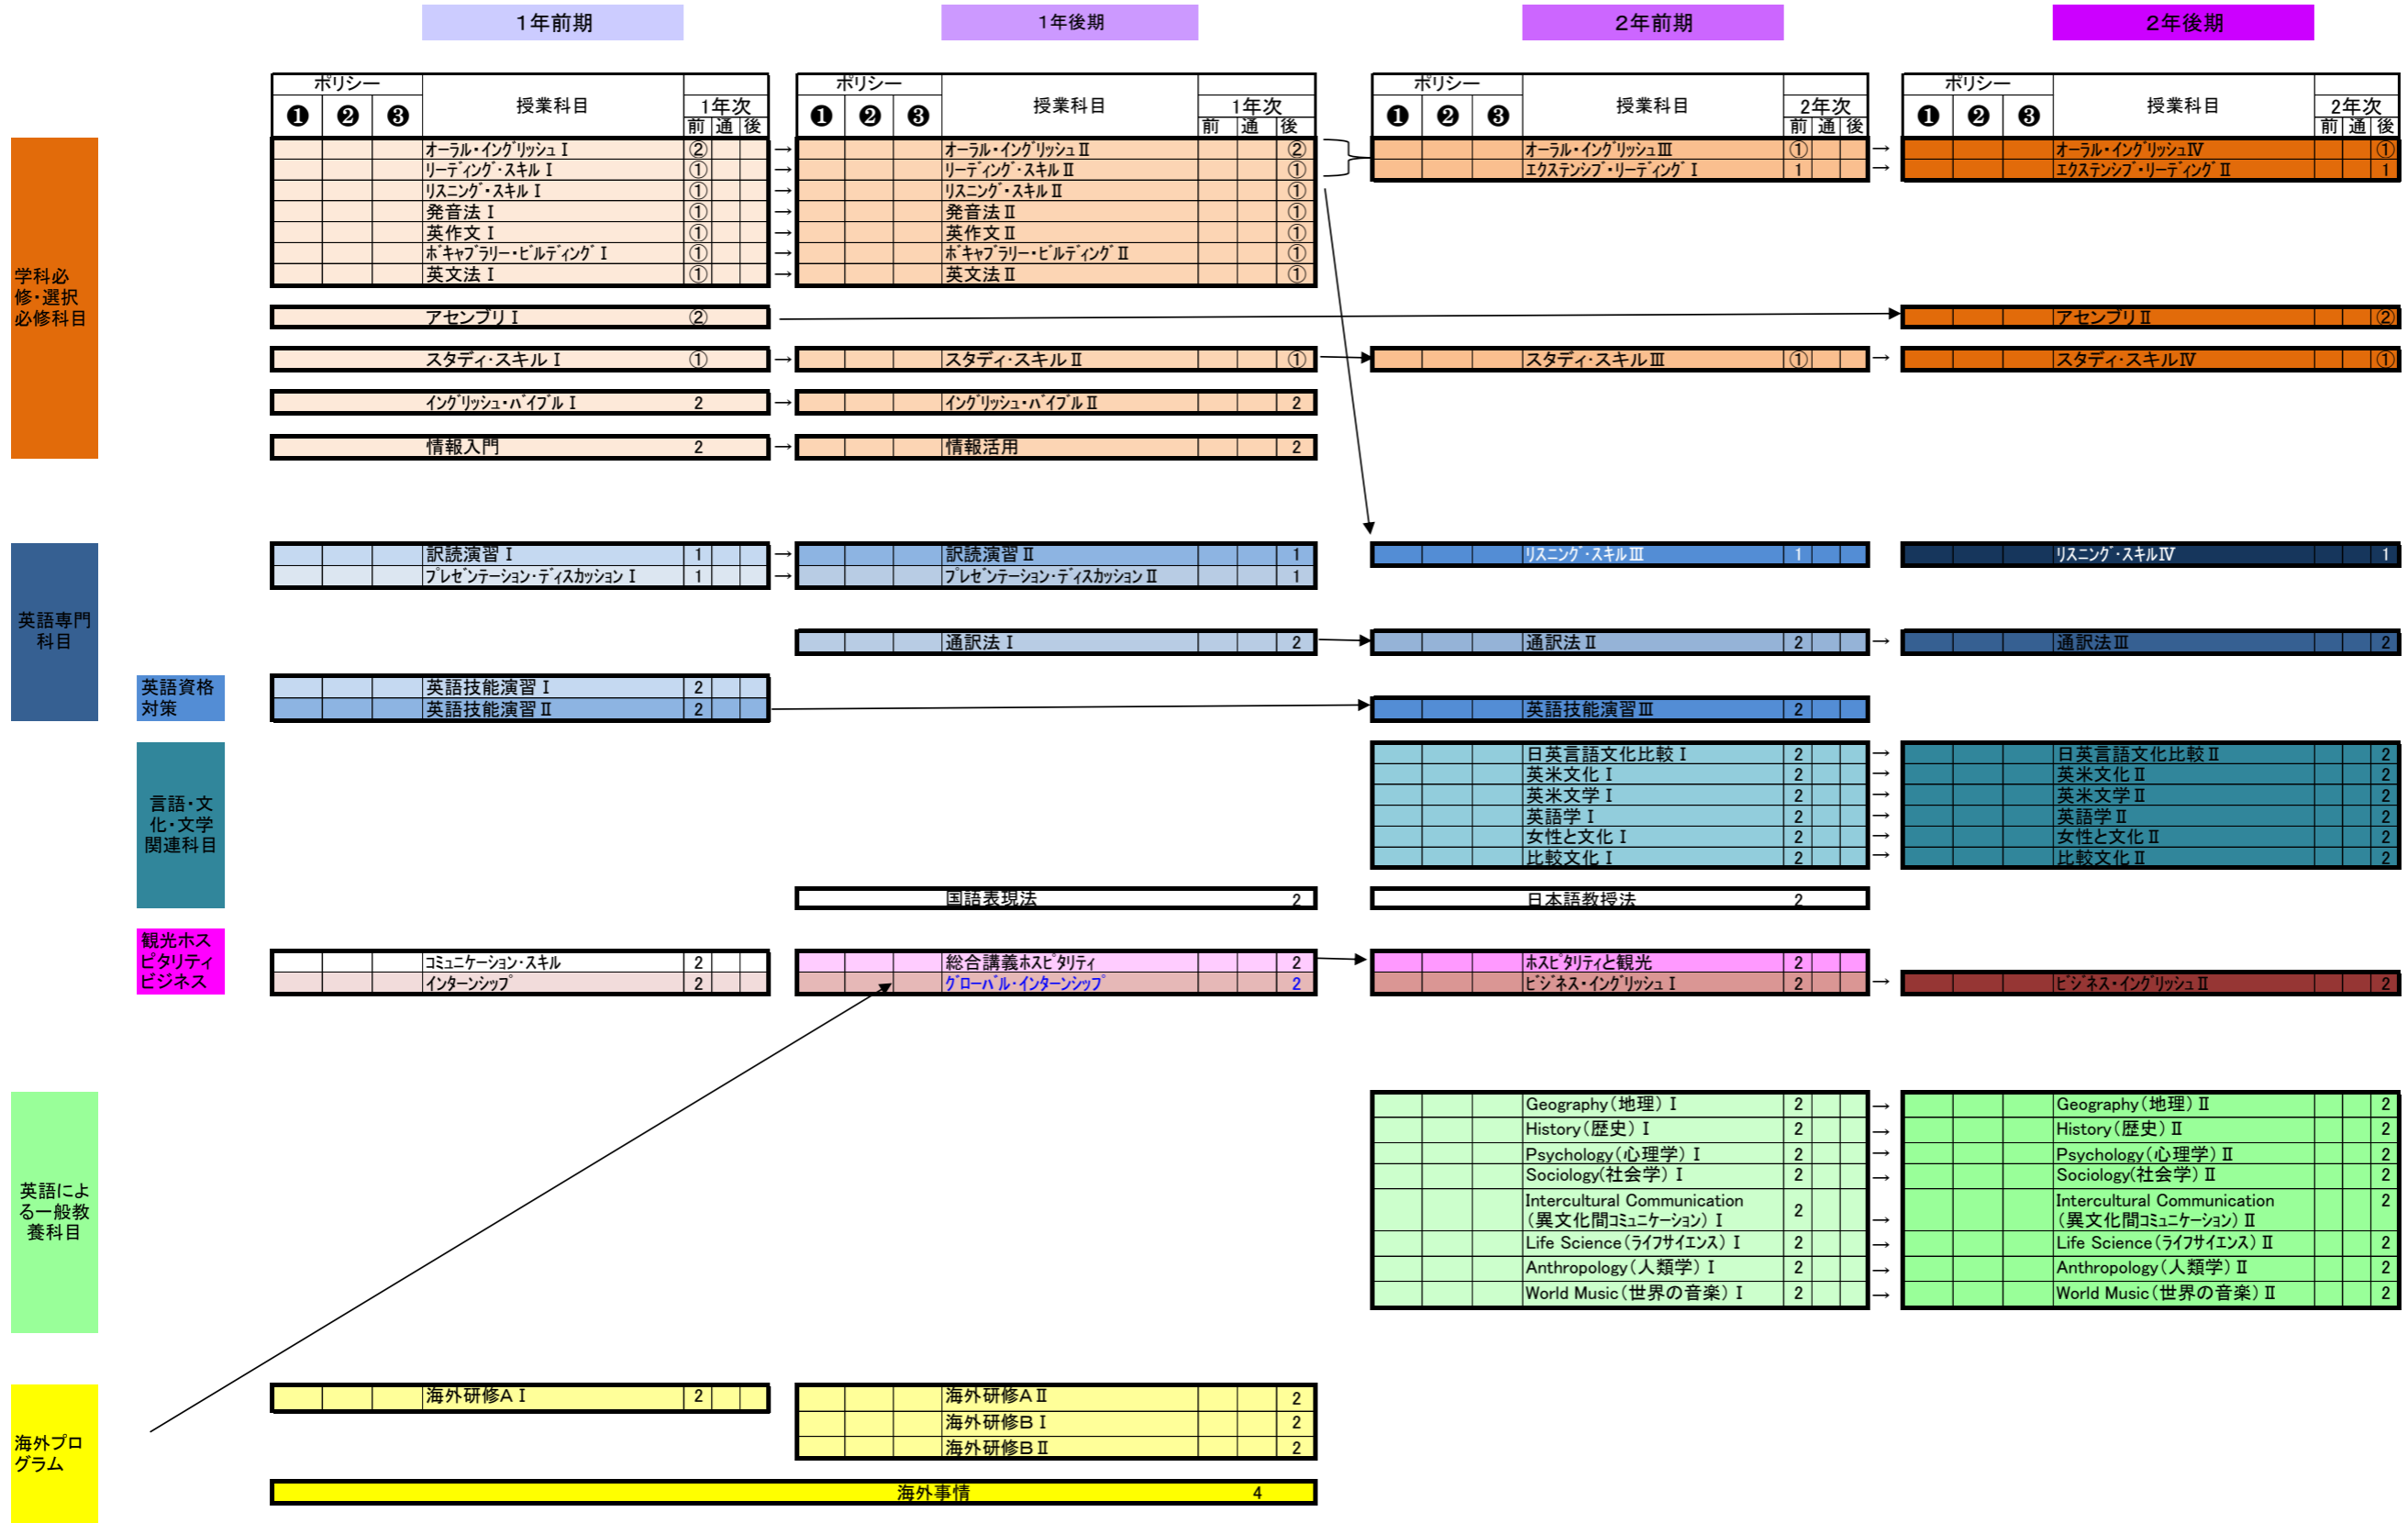 １年前期 １年後期 ２年前期 ２年後期
ポリシー ポリシー ポリシー ポリシー
❶ ❷ ❸ 授業科目 1年次 ❶ ❷ ❸ 授業科目 1年次 ❶ ❷ ❸ 授業科目 2年次 ❶ ❷ ❸ 授業科目 2年次
前 通 後 前 通 後 前 通 後 前 通 後
学科必
修・選択
必修科目
オーラル・イングリッシュⅠ ② → オーラル・イングリッシュⅡ ② オーラル・イングリッシュⅢ ① → オーラル・イングリッシュⅣ ①
リーディング・スキルⅠ ① → リーディング・スキルⅡ ① エクステンシブ・リーディングⅠ 1 → エクステンシブ・リーディングⅡ 1
リスニング・スキルⅠ ① → リスニング・スキルⅡ ①
発音法Ⅰ ① → 発音法Ⅱ ①
英作文Ⅰ ① → 英作文Ⅱ ①
ボキャブラリー・ビルディングⅠ ① → ボキャブラリー・ビルディングⅡ ①
英文法Ⅰ ① → 英文法Ⅱ ①
アセンブリⅠ ② アセンブリⅡ ②
スタディ・スキルⅠ ① → スタディ・スキルⅡ ① スタディ・スキルⅢ ① → スタディ・スキルⅣ ①
イングリッシュ・バイブルⅠ 2 → イングリッシュ・バイブルⅡ 2
情報入門 2 → 情報活用 2
英語専門
科目
訳読演習Ⅰ 1 → 訳読演習Ⅱ 1 リスニング・スキルⅢ 1 リスニング・スキルⅣ 1
プレゼンテーション・ディスカッションⅠ 1 → プレゼンテーション・ディスカッションⅡ 1
通訳法Ⅰ 2 通訳法Ⅱ 2 → 通訳法Ⅲ 2
英語資格
対策
英語技能演習Ⅰ 2
英語技能演習Ⅱ 2 英語技能演習Ⅲ 2
言語・文
化・文学
関連科目
日英言語文化比較Ⅰ 2 → 日英言語文化比較Ⅱ 2
英米文化Ⅰ 2 → 英米文化Ⅱ 2
英米文学Ⅰ 2 → 英米文学Ⅱ 2
英語学Ⅰ 2 → 英語学Ⅱ 2
女性と文化Ⅰ 2 → 女性と文化Ⅱ 2
比較文化Ⅰ 2 → 比較文化Ⅱ 2
国語表現法 2 日本語教授法 2
観光ホス
ピタリティ
ビジネス
コミュニケーション・スキル 2 総合講義ホスピタリティ 2 ホスピタリティと観光 2
インターンシップ 2 グローバル・インターンシップ 2 ビジネス・イングリッシュⅠ 2 → ビジネス・イングリッシュⅡ 2
英語によ
る一般教
養科目
Geography（地理）Ⅰ 2 → Geography（地理）Ⅱ 2
History（歴史）Ⅰ 2 → History（歴史）Ⅱ 2
Psychology（心理学）Ⅰ 2 → Psychology（心理学）Ⅱ 2
Sociology(社会学）Ⅰ 2 → Sociology(社会学）Ⅱ 2
Intercultural Communication Intercultural Communication 2
（異文化間コミュニケーション）Ⅰ 2 → （異文化間コミュニケーション）Ⅱ
Life Science（ライフサイエンス）Ⅰ 2 → Life Science（ライフサイエンス）Ⅱ 2
Anthropology（人類学）Ⅰ 2 → Anthropology（人類学）Ⅱ 2
World Music（世界の音楽）Ⅰ 2 → World Music（世界の音楽）Ⅱ 2
海外プロ
グラム
海外研修AⅠ 2 海外研修AⅡ 2
海外研修BⅠ 2
海外研修BⅡ 2
海外事情 4